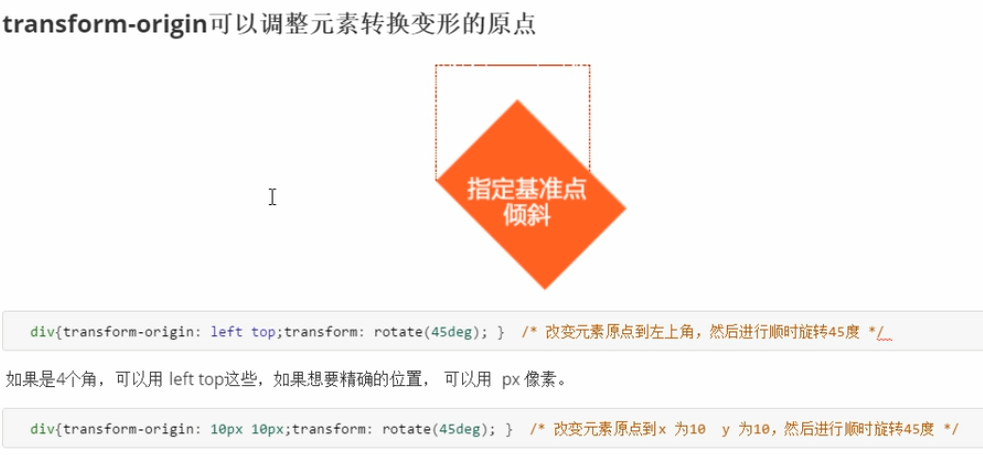 transform-origin可以调整元素转换变形的原点
指定基准点
倾斜
div{transform-origin: left top;transform: rotate(45deg); }  /* 改变元素原点到左上角，然后进行顺时旋转45度 */
如果是4个角，可以用 left top这些，如果想要精确的位置， 可以用  px 像素。
div{transform-origin: 10px 10px;transform: rotate(45deg); }  /* 改变元素原点到x 为10  y 为10，然后进行顺时旋转45度 */